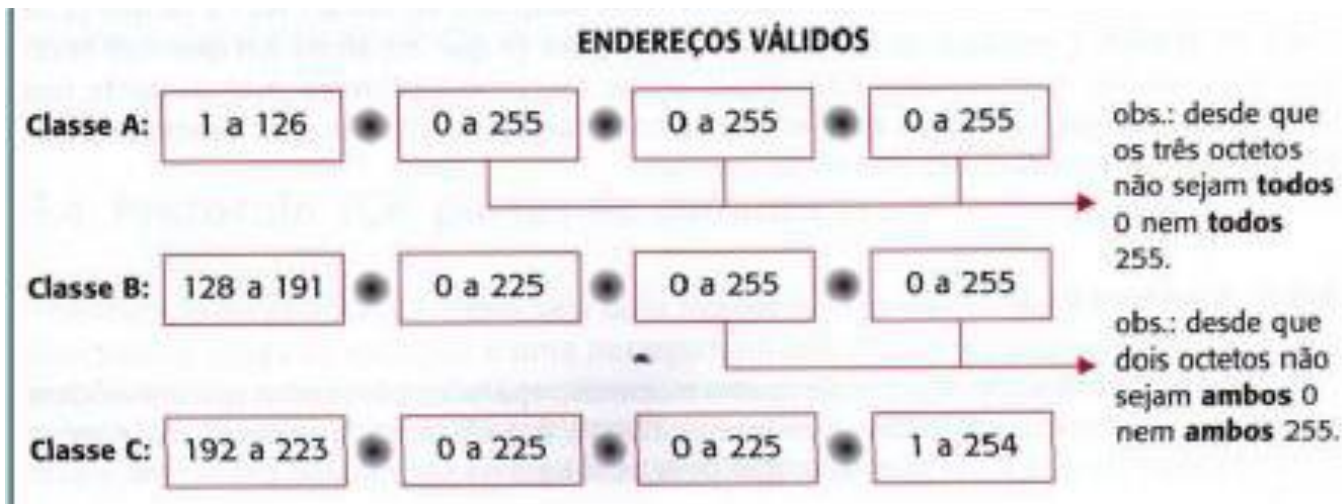 ENDEREÇOS VÁLIDOS
Classe A: 1 a 126 0 a 255 0 a 255 0 a 255
obs.: desde que
os três octetos
não sejam todos
0 nem todos
255.
Classe B: 128 a 191 0 a 225 0 a 255 0 a 255
obs.: desde que
dois octetos não
sejam ambos 0
nem ambos 255.
Classe C: 192 a 223 0 a 225 0 a 225 1 a 254